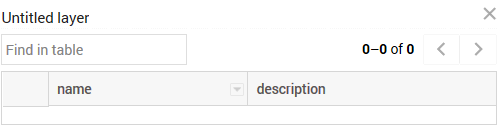 Untitled layer
Find in table
0–0 of 0
name
description